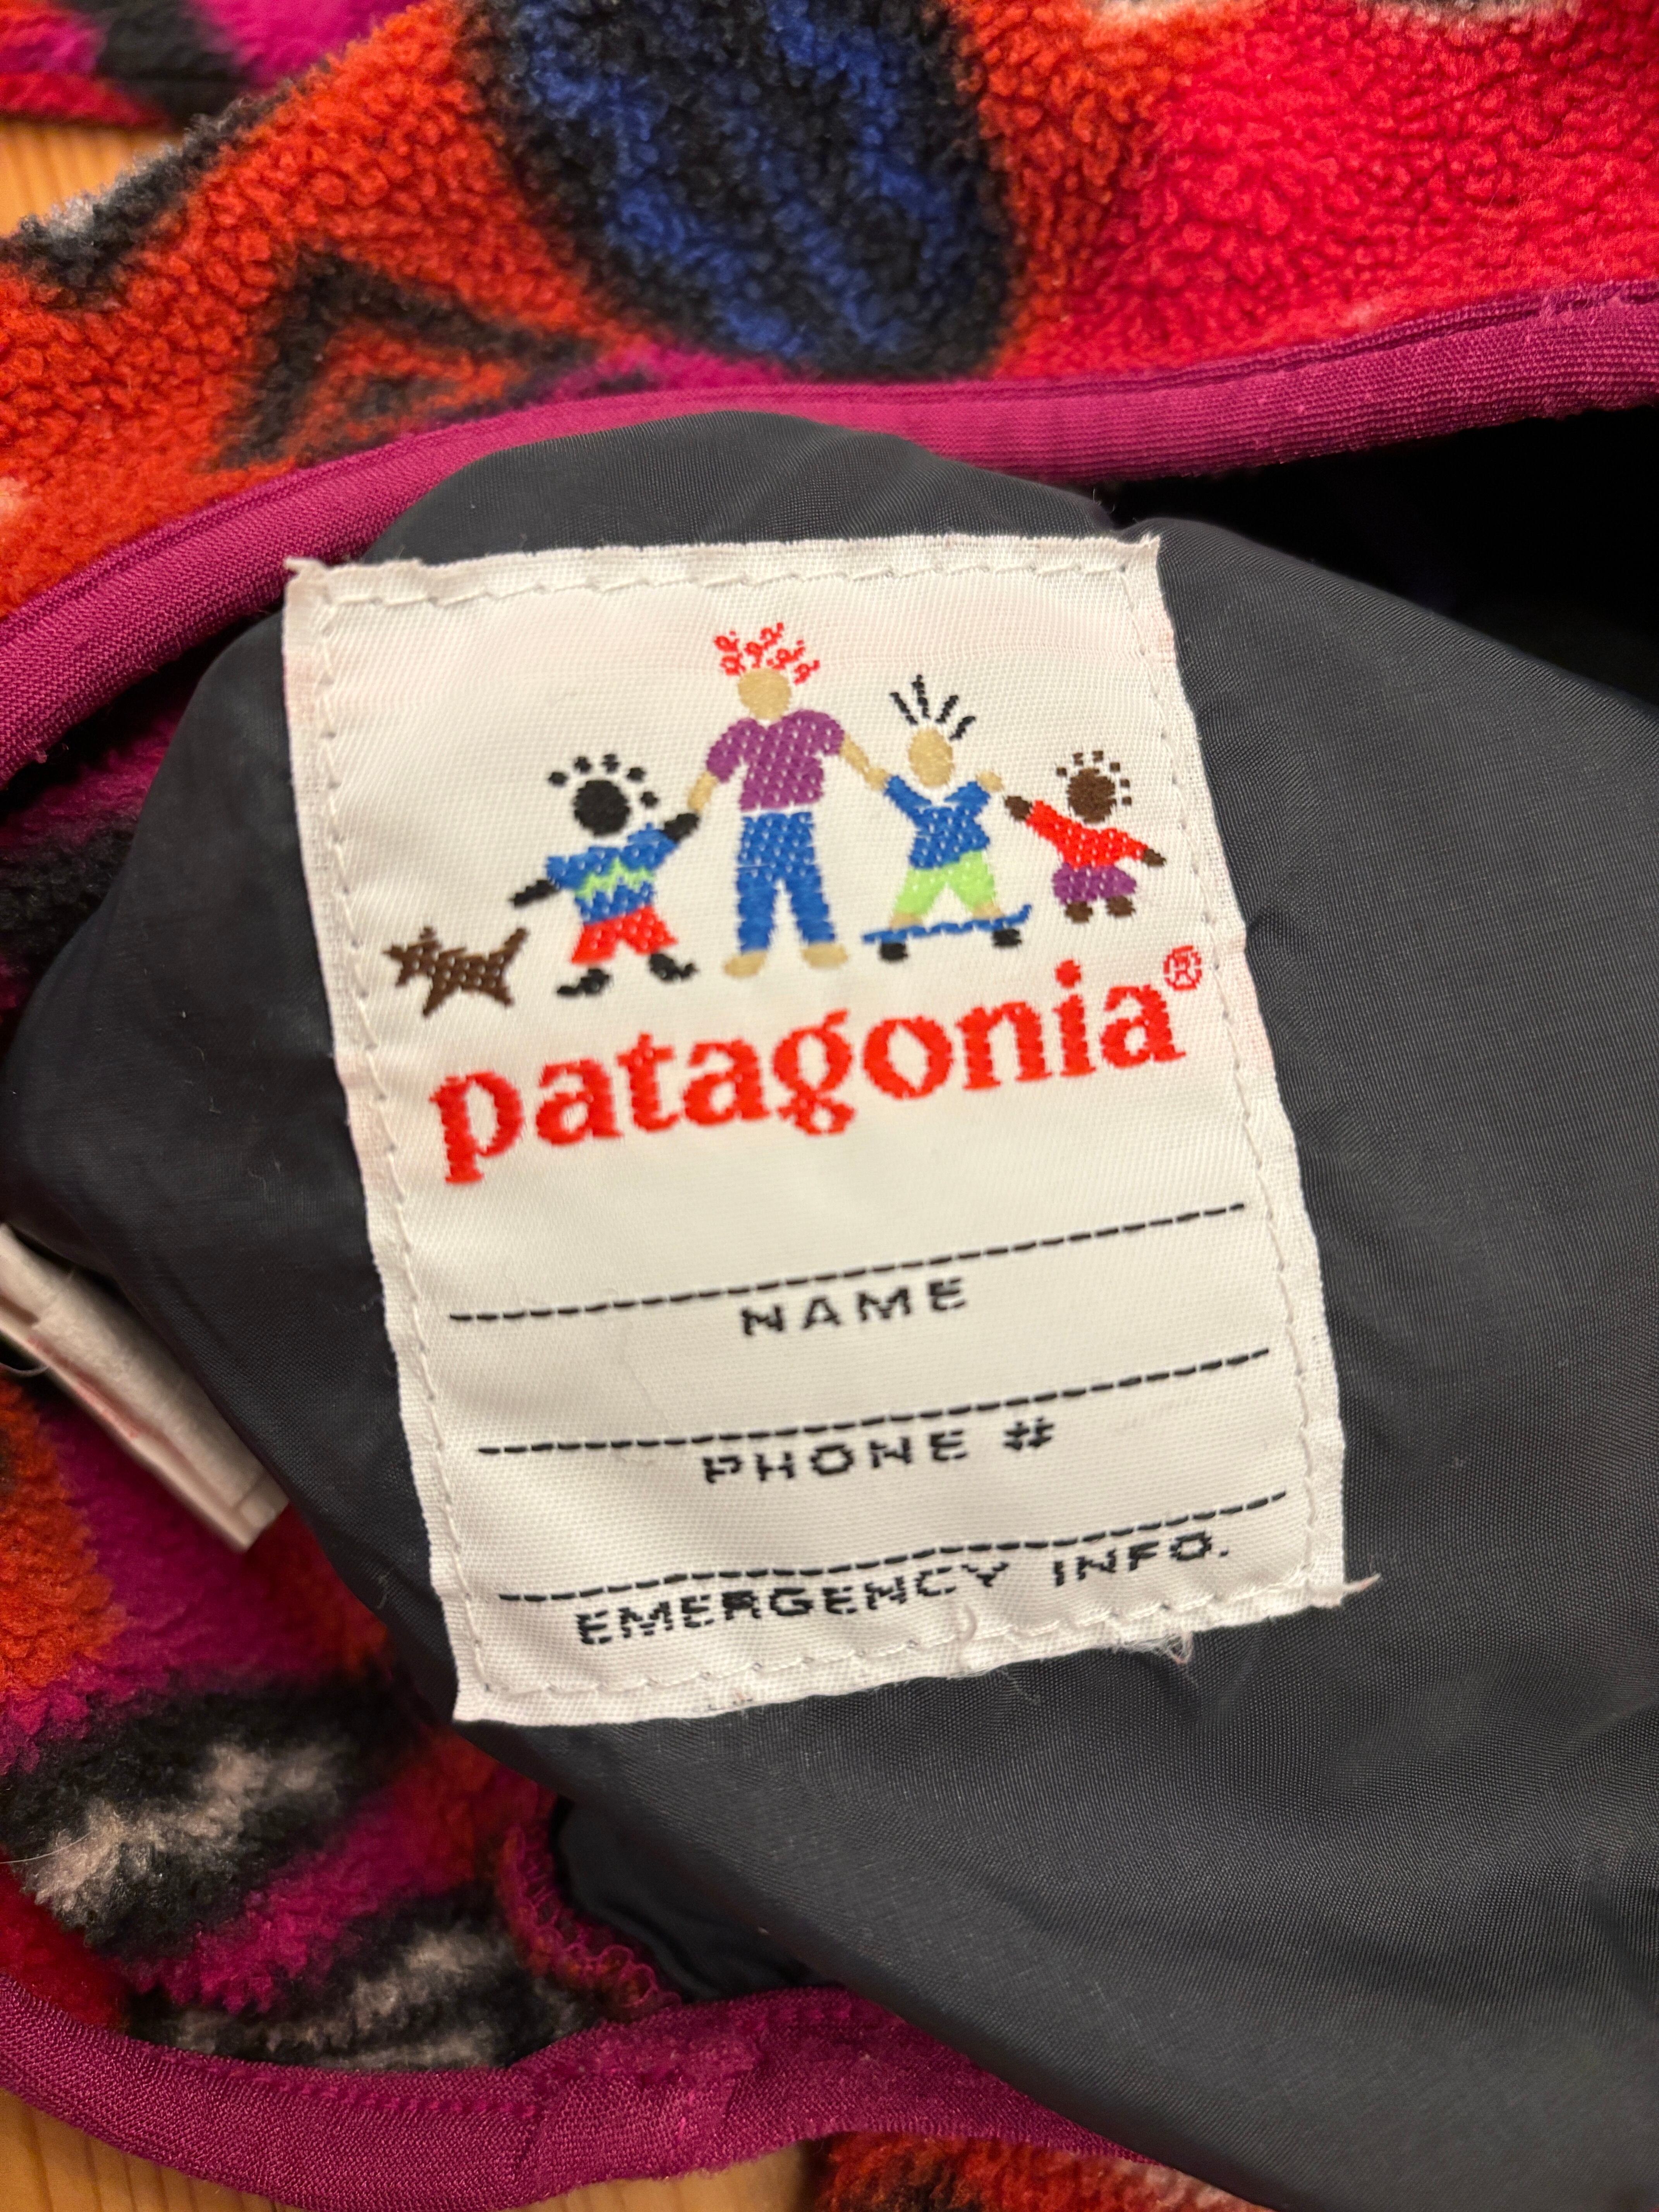 patagonia®
NAME
PHONE #
EMERGENCY INFO.